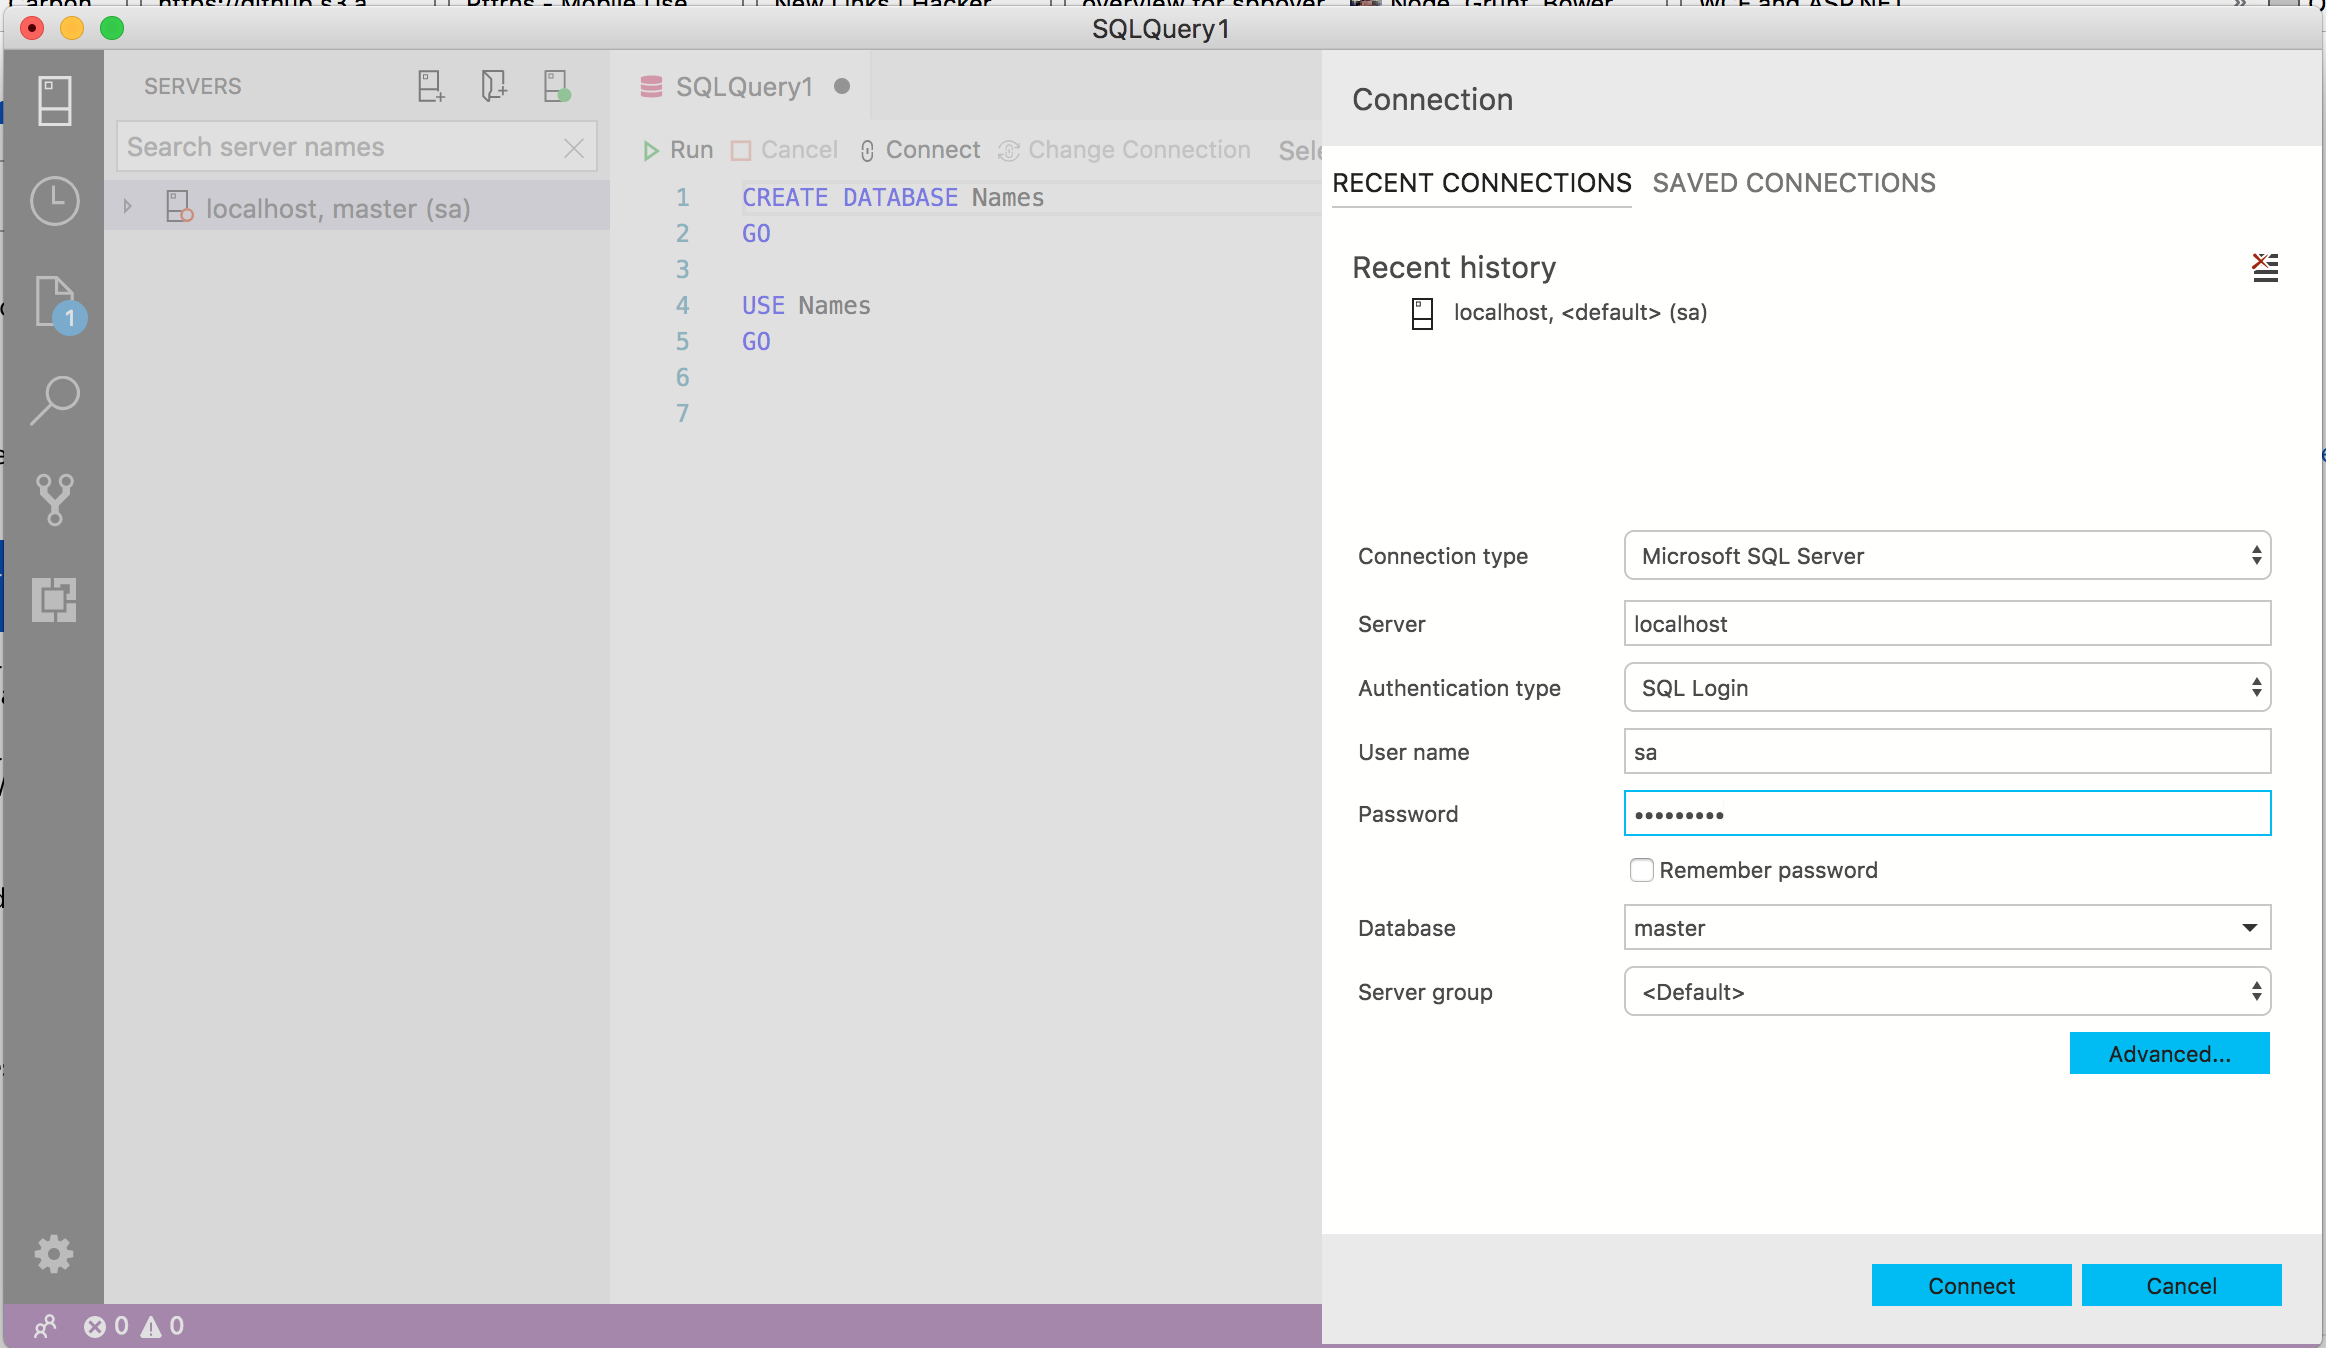 SQLQuery1
SERVERS
Search server names
localhost, master (sa)
1
SQLQuery1
Run Cancel Connect Change Connection
1 CREATE DATABASE Names
2 GO
3
4 USE Names
5 GO
6
7
Connection
RECENT CONNECTIONS SAVED CONNECTIONS
Recent history
localhost, <default> (sa)
Connection type Microsoft SQL Server
Server localhost
Authentication type SQL Login
User name sa
Password •••••••••
Remember password
Database master
Server group <Default>
Advanced...
Connect Cancel
0 0